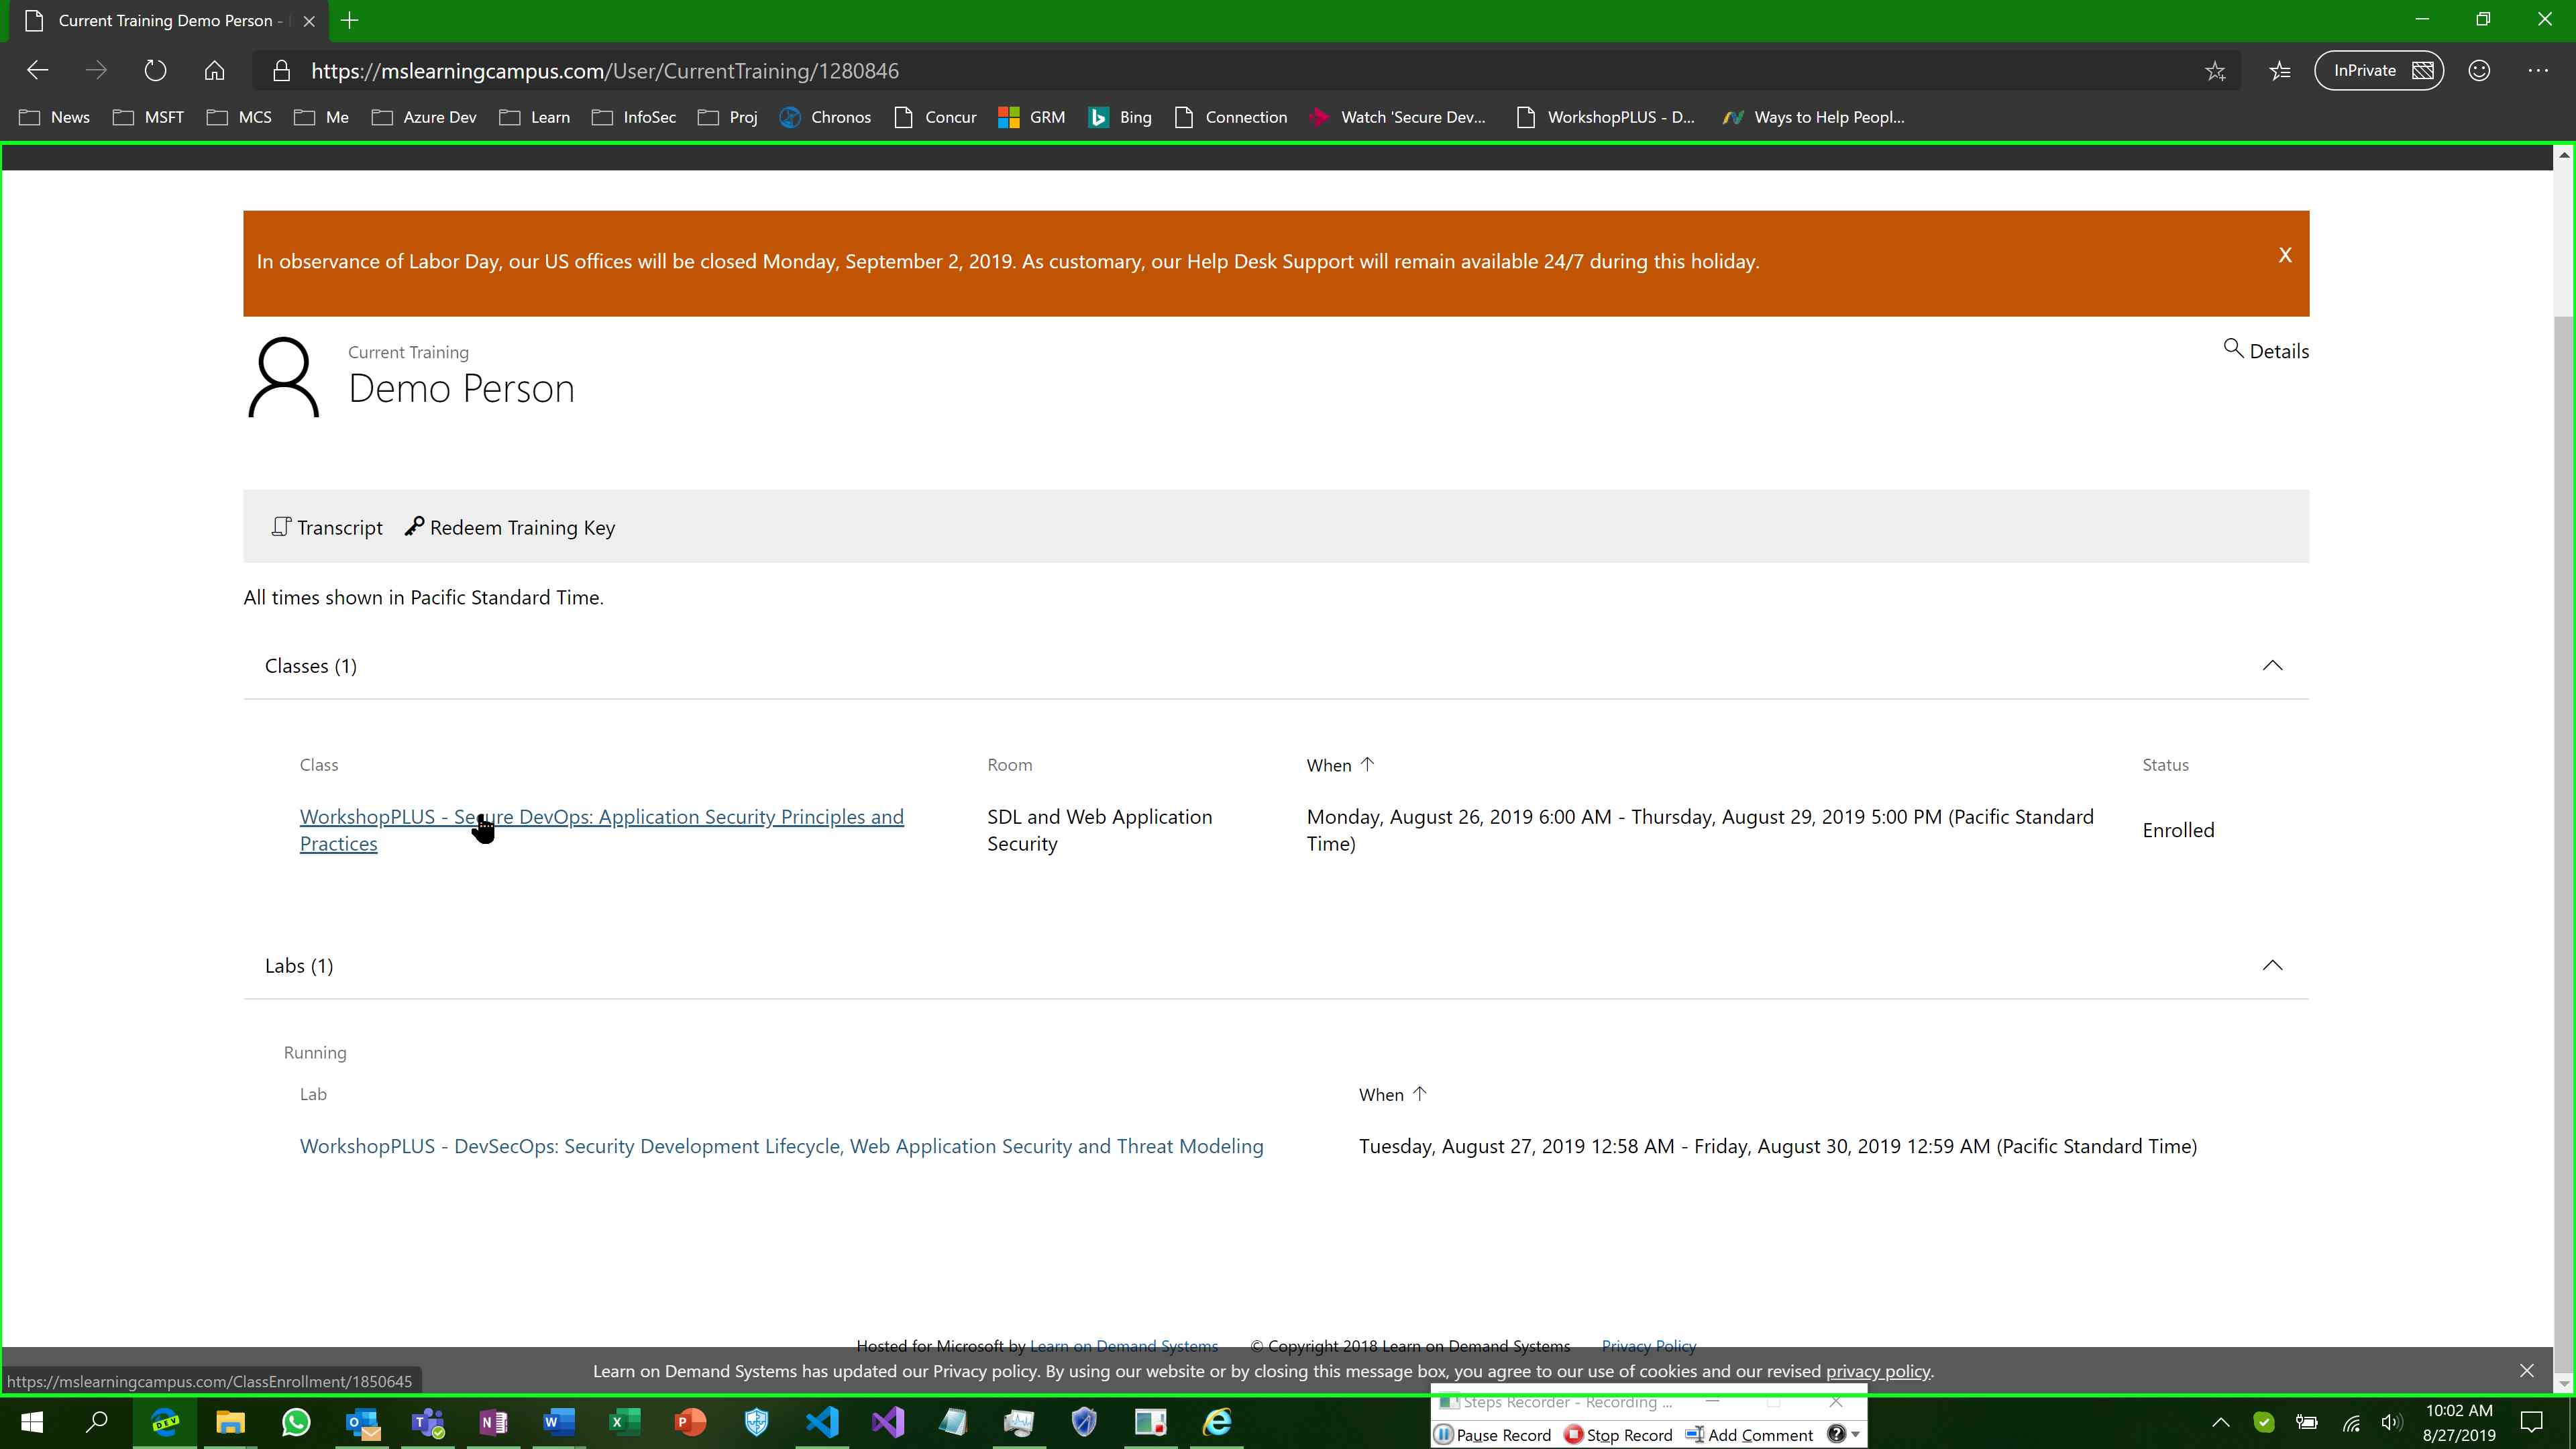 Current Training Demo Person -
https://mslearningcampus.com/User/CurrentTraining/1280846
InPrivate
News MSFT MCS Me Azure Dev Learn InfoSec Proj Chronos Concur GRM Bing Connection Watch 'Secure Dev... WorkshopPLUS - D... Ways to Help Peopl...
In observance of Labor Day, our US offices will be closed Monday, September 2, 2019. As customary, our Help Desk Support will remain available 24/7 during this holiday.
X
Current Training
Details
Demo Person
Transcript Redeem Training Key
All times shown in Pacific Standard Time.
Classes (1)
Class Room When Status
WorkshopPLUS - Secure DevOps: Application Security Principles and
Practices
SDL and Web Application
Security
Monday, August 26, 2019 6:00 AM - Thursday, August 29, 2019 5:00 PM (Pacific Standard
Time)
Enrolled
Labs (1)
Running
Lab When
WorkshopPLUS - DevSecOps: Security Development Lifecycle, Web Application Security and Threat Modeling Tuesday, August 27, 2019 12:58 AM - Friday, August 30, 2019 12:59 AM (Pacific Standard Time)
Hosted for Microsoft by Learn on Demand Systems © Copyright 2018 Learn on Demand Systems Privacy Policy
Learn on Demand Systems has updated our Privacy policy. By using our website or by closing this message box, you agree to our use of cookies and our revised privacy policy.
https://mslearningcampus.com/ClassEnrollment/1850645
Steps Recorder - Recording ...
Pause Record Stop Record Add Comment
DEV
10:02 AM
8/27/2019